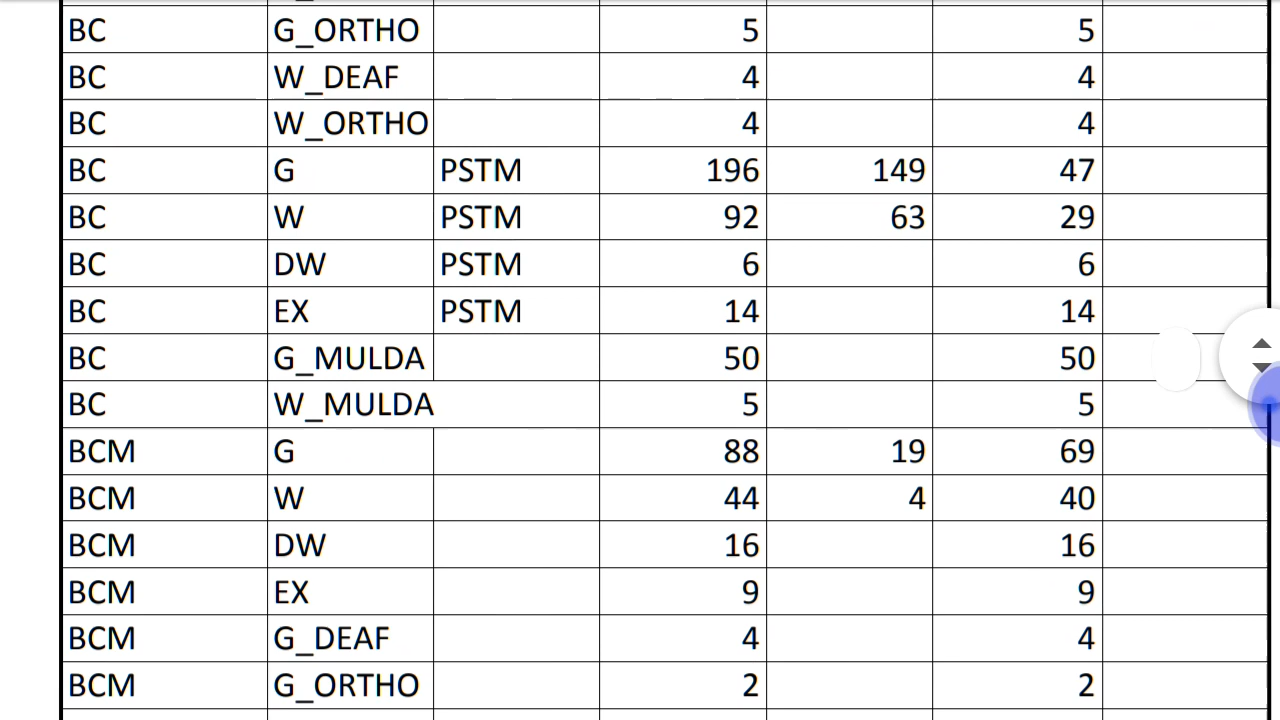 BC G_ORTHO 5 5
BC W_DEAF 4 4
BC W_ORTHO 4 4
BC G PSTM 196 149 47
BC W PSTM 92 63 29
BC DW PSTM 6 6
BC EX PSTM 14 14
BC G_MULDA 50 50
BC W_MULDA 5 5
BCM G 88 19 69
BCM W 44 4 40
BCM DW 16 16
BCM EX 9 9
BCM G_DEAF 4 4
BCM G_ORTHO 2 2